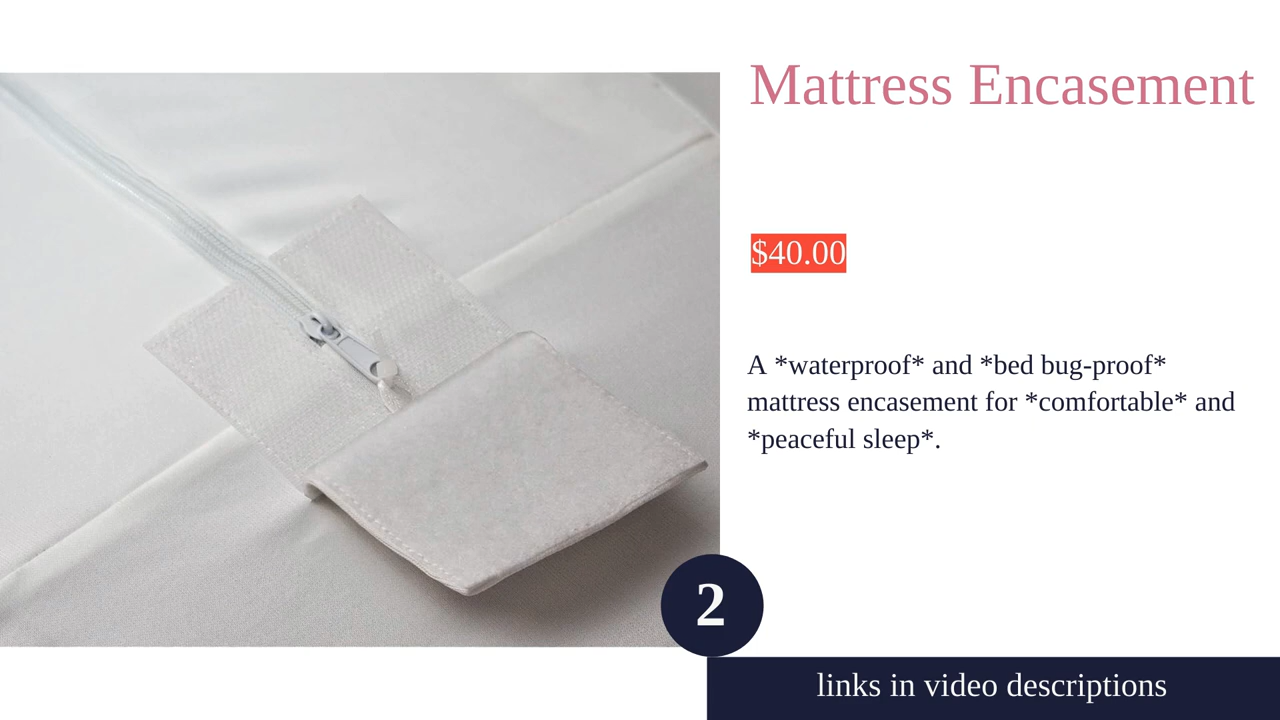 Mattress Encasement
$40.00
A *waterproof* and *bed bug-proof*
mattress encasement for *comfortable* and
*peaceful sleep*.
2
links in video descriptions